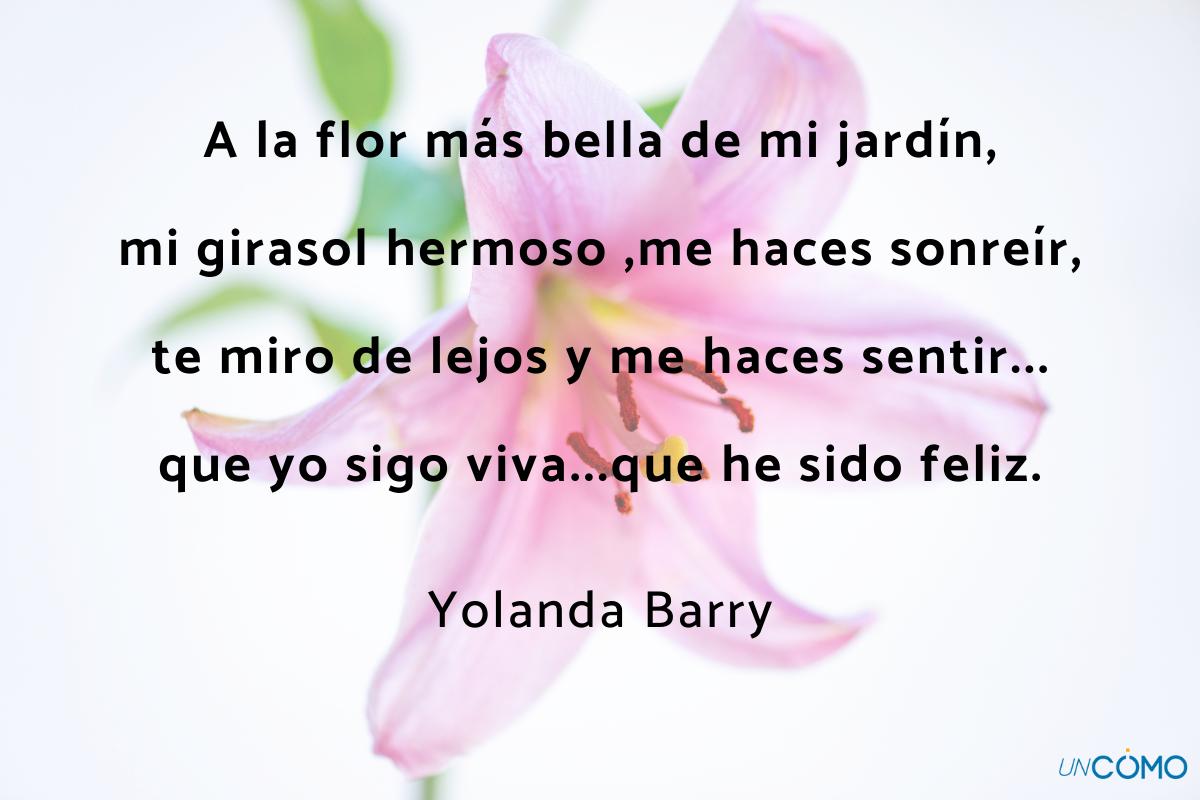 A la flor más bella de mi jardín,
mi girasol hermoso ,me haces sonreír,
te miro de lejos y me haces sentir...
que yo sigo viva...que he sido feliz.
Yolanda Barry
UNCOMO